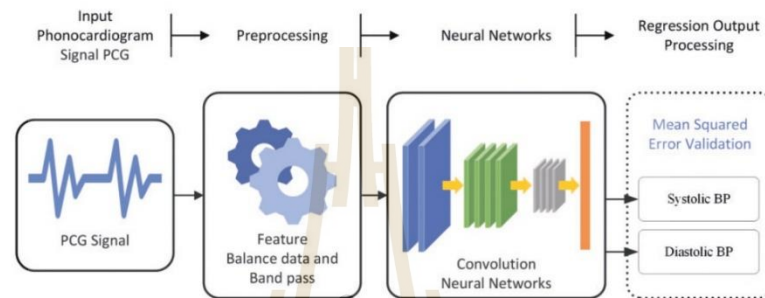 Input
Phonocardiogram
Signal PCG
Preprocessing
Neural Networks
Regression Output
Processing
PCG Signal
Feature
Balance data and
Band pass
Convolution
Neural Networks
Mean Squared
Error Validation
Systolic BP
Diastolic BP